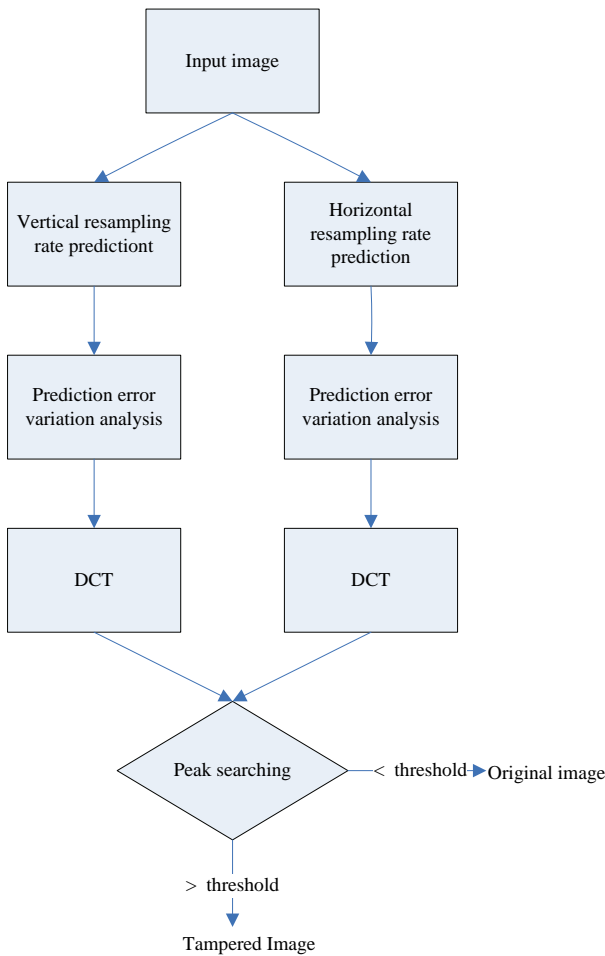 Input image
Vertical resampling
rate predictiont
Horizontal
resampling rate
prediction
Prediction error
variation analysis
Prediction error
variation analysis
DCT
DCT
Peak searching
< threshold
Original image
> threshold
Tampered Image